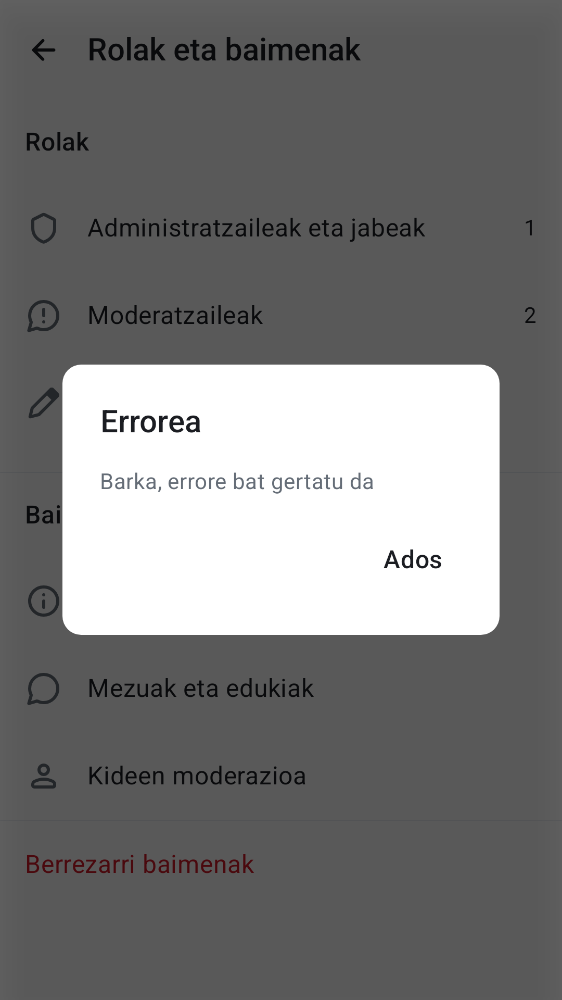 Rolak eta baimenak
Rolak
Administratzaileak eta jabeak 1
Moderatzaileak 2
Errorea
Barka, errore bat gertatu da
Bai
Ados
Mezuak eta edukiak
Kideen moderazioa
Berrezarri baimenak